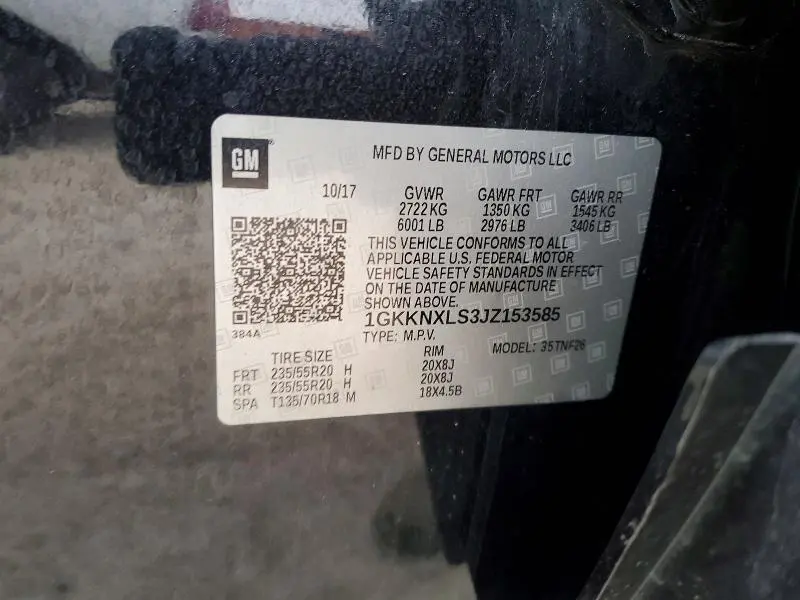 GM ®
MFD BY GENERAL MOTORS LLC
10/17 GVWR GAWR FRT GAWR RR
2722 KG 1350 KG 1545 KG
6001 LB 2976 LB 3406 LB
THIS VEHICLE CONFORMS TO ALL
APPLICABLE U.S. FEDERAL MOTOR
VEHICLE SAFETY STANDARDS IN EFFECT
ON THE DATE OF MANUFACTURE
SHOWN ABOVE.
1GKKNXLS3JZ153585
384A
TYPE: M.P.V. MODEL: 35TNF26
TIRE SIZE RIM
FRT 235/55R20 H 20X8J
RR 235/55R20 H 20X8J
SPA T135/70R18 M 18X4.5B